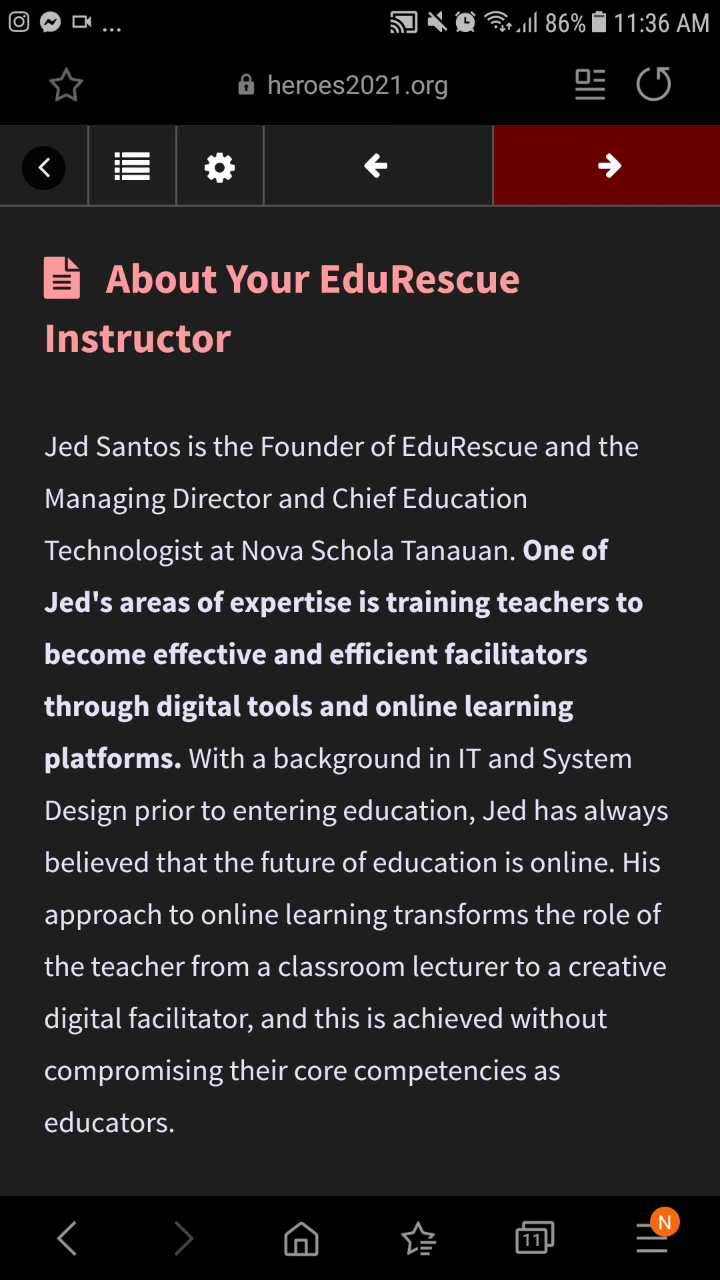 ... 86% 11:36 AM
heroes2021.org
About Your EduRescue
Instructor
Jed Santos is the Founder of EduRescue and the
Managing Director and Chief Education
Technologist at Nova Schola Tanauan. One of
Jed's areas of expertise is training teachers to
become effective and efficient facilitators
through digital tools and online learning
platforms. With a background in IT and System
Design prior to entering education, Jed has always
believed that the future of education is online. His
approach to online learning transforms the role of
the teacher from a classroom lecturer to a creative
digital facilitator, and this is achieved without
compromising their core competencies as
educators.
11 N